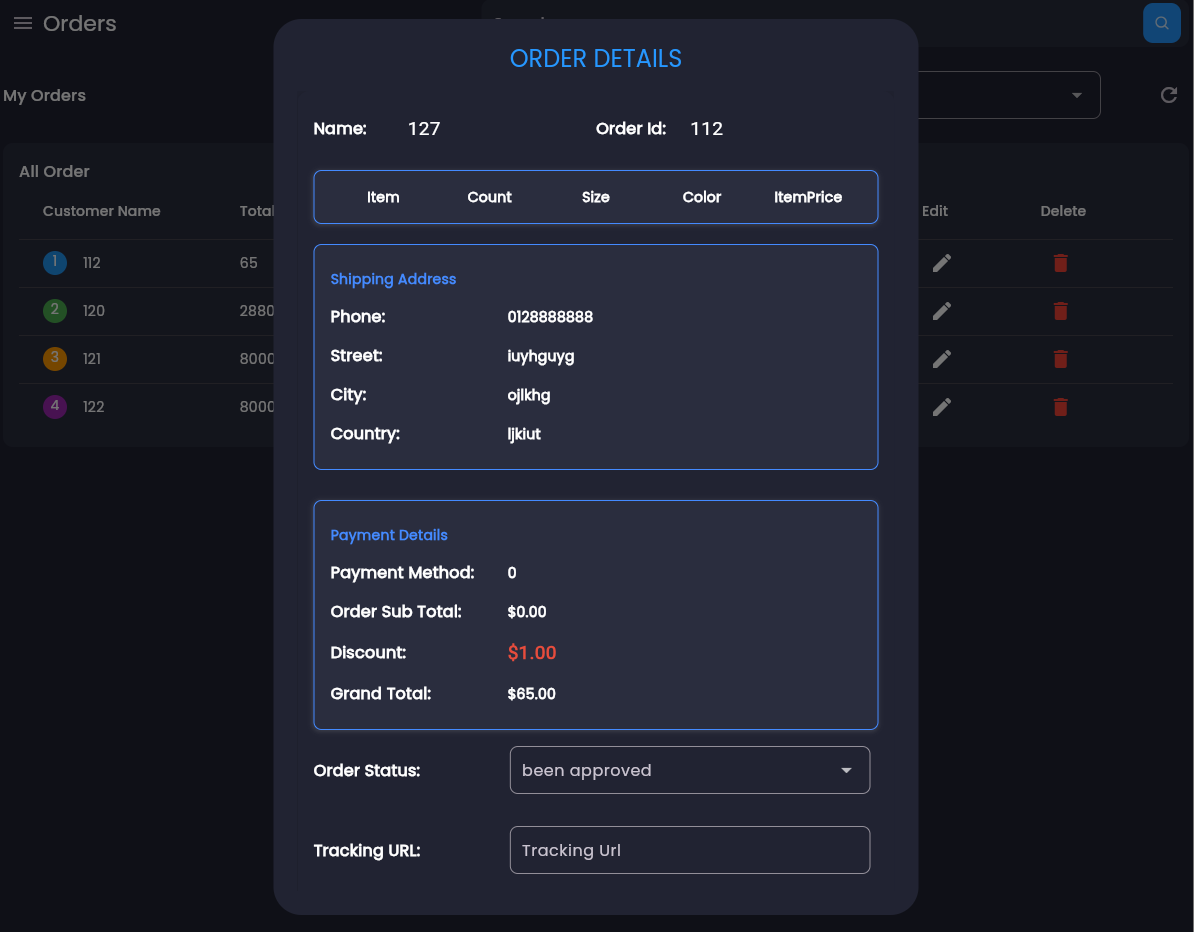 Orders
ORDER DETAILS
My Orders
Name: 127 Order Id: 112
All Order
Item Count Size Color ItemPrice
Customer Name Total Edit Delete
1 112 65
2 120 2880
3 121 8000
4 122 8000
Shipping Address
Phone: 0128888888
Street: iuyhguyg
City: ojlkhg
Country: ljkiut
Payment Details
Payment Method: 0
Order Sub Total: $0.00
Discount: $1.00
Grand Total: $65.00
Order Status: been approved
Tracking URL: Tracking Url